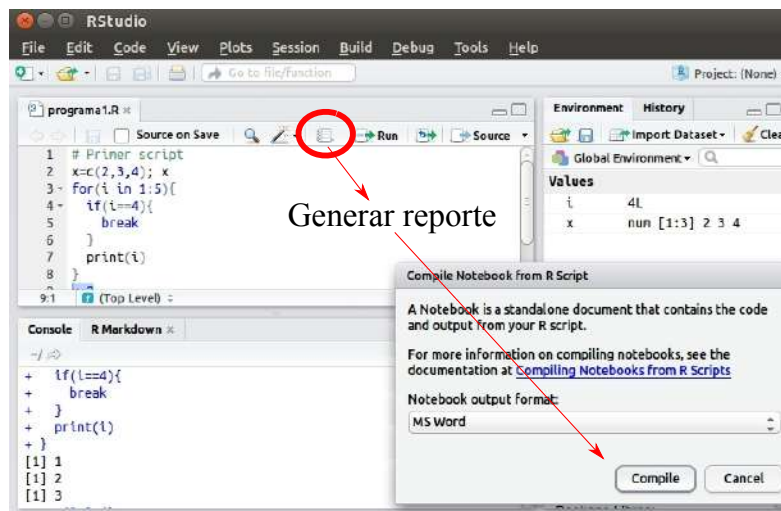 RStudio
File Edit Code View Plots Session Build Debug Tools Help
Go to file/function
Project: (None)
programa1.R
Source on Save Run Source
1 # Primer script
2 x=c(2,3,4); x
3 for(i in 1:5){
4 if(i==4){
5 break
6 }
7 print(i)
8 }
9:1 (Top Level)
Generar reporte
Environment History
Import Dataset Clea
Global Environment
Values
i 4L
x num [1:3] 2 3 4
Console R Markdown
~/
+ if(i==4){
+ break
+ }
+ print(i)
+ }
[1] 1
[1] 2
[1] 3
Compile Notebook from R Script
A Notebook is a standalone document that contains the code
and output from your R script.
For more information on compiling notebooks, see the
documentation at Compiling Notebooks from R Scripts
Notebook output format:
MS Word
Compile Cancel